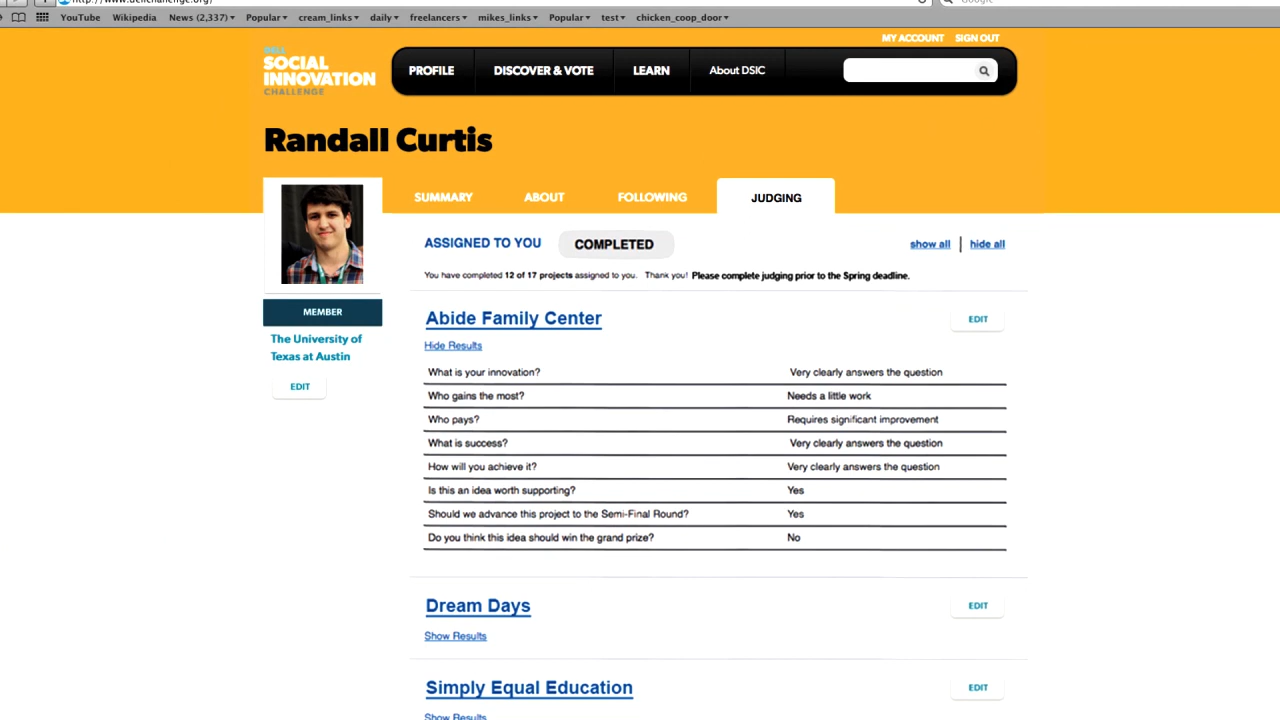 YouTube Wikipedia News (2,337) Popular cream_links daily freelancers mikes_links Popular test chicken_coop_door
MY ACCOUNT SIGN OUT
SOCIAL
INNOVATION
CHALLENGE
PROFILE DISCOVER & VOTE LEARN About DSIC
Randall Curtis
SUMMARY ABOUT FOLLOWING JUDGING
ASSIGNED TO YOU COMPLETED show all | hide all
You have completed 12 of 17 projects assigned to you. Thank you! Please complete judging prior to the Spring deadline.
MEMBER
The University of
Texas at Austin
EDIT
Abide Family Center EDIT
Hide Results
What is your innovation? Very clearly answers the question
Who gains the most? Needs a little work
Who pays? Requires significant improvement
What is success? Very clearly answers the question
How will you achieve it? Very clearly answers the question
Is this an idea worth supporting? Yes
Should we advance this project to the Semi-Final Round? Yes
Do you think this idea should win the grand prize? No
Dream Days EDIT
Show Results
Simply Equal Education EDIT
Show Results